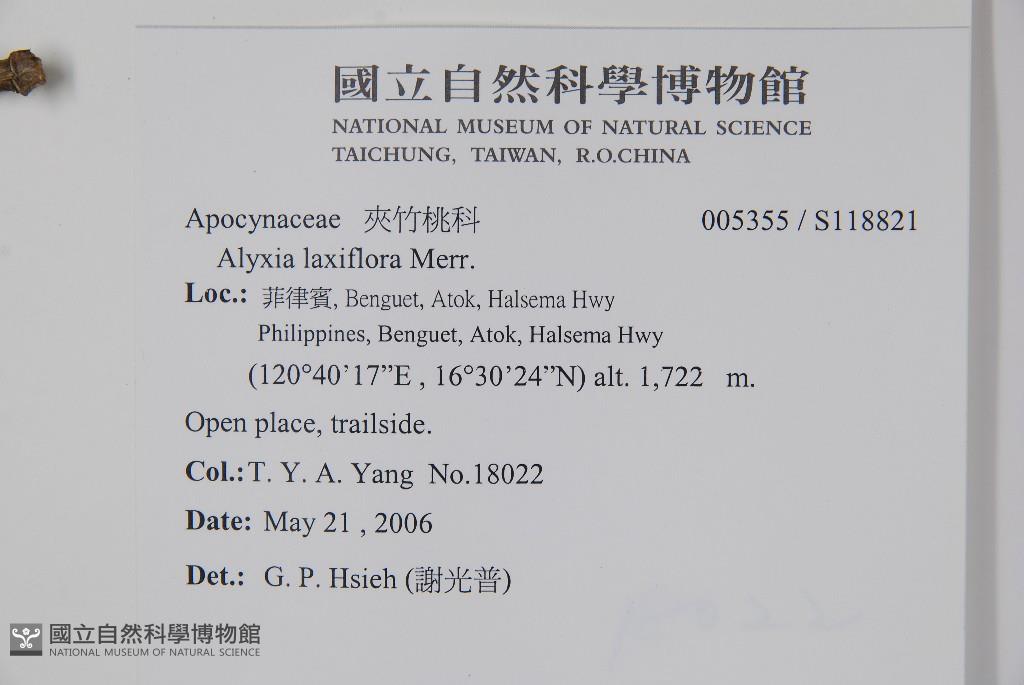 國立自然科學博物館
NATIONAL MUSEUM OF NATURAL SCIENCE
TAICHUNG, TAIWAN, R.O.CHINA
Apocynaceae 夾竹桃科 005355 / S118821
Alyxia laxiflora Merr.
Loc.: 菲律賓, Benguet, Atok, Halsema Hwy
Philippines, Benguet, Atok, Halsema Hwy
(120°40’17”E , 16°30’24”N) alt. 1,722 m.
Open place, trailside.
Col.: T. Y. A. Yang No.18022
Date: May 21 , 2006
Det.: G. P. Hsieh (謝光普)
國立自然科學博物館
NATIONAL MUSEUM OF NATURAL SCIENCE